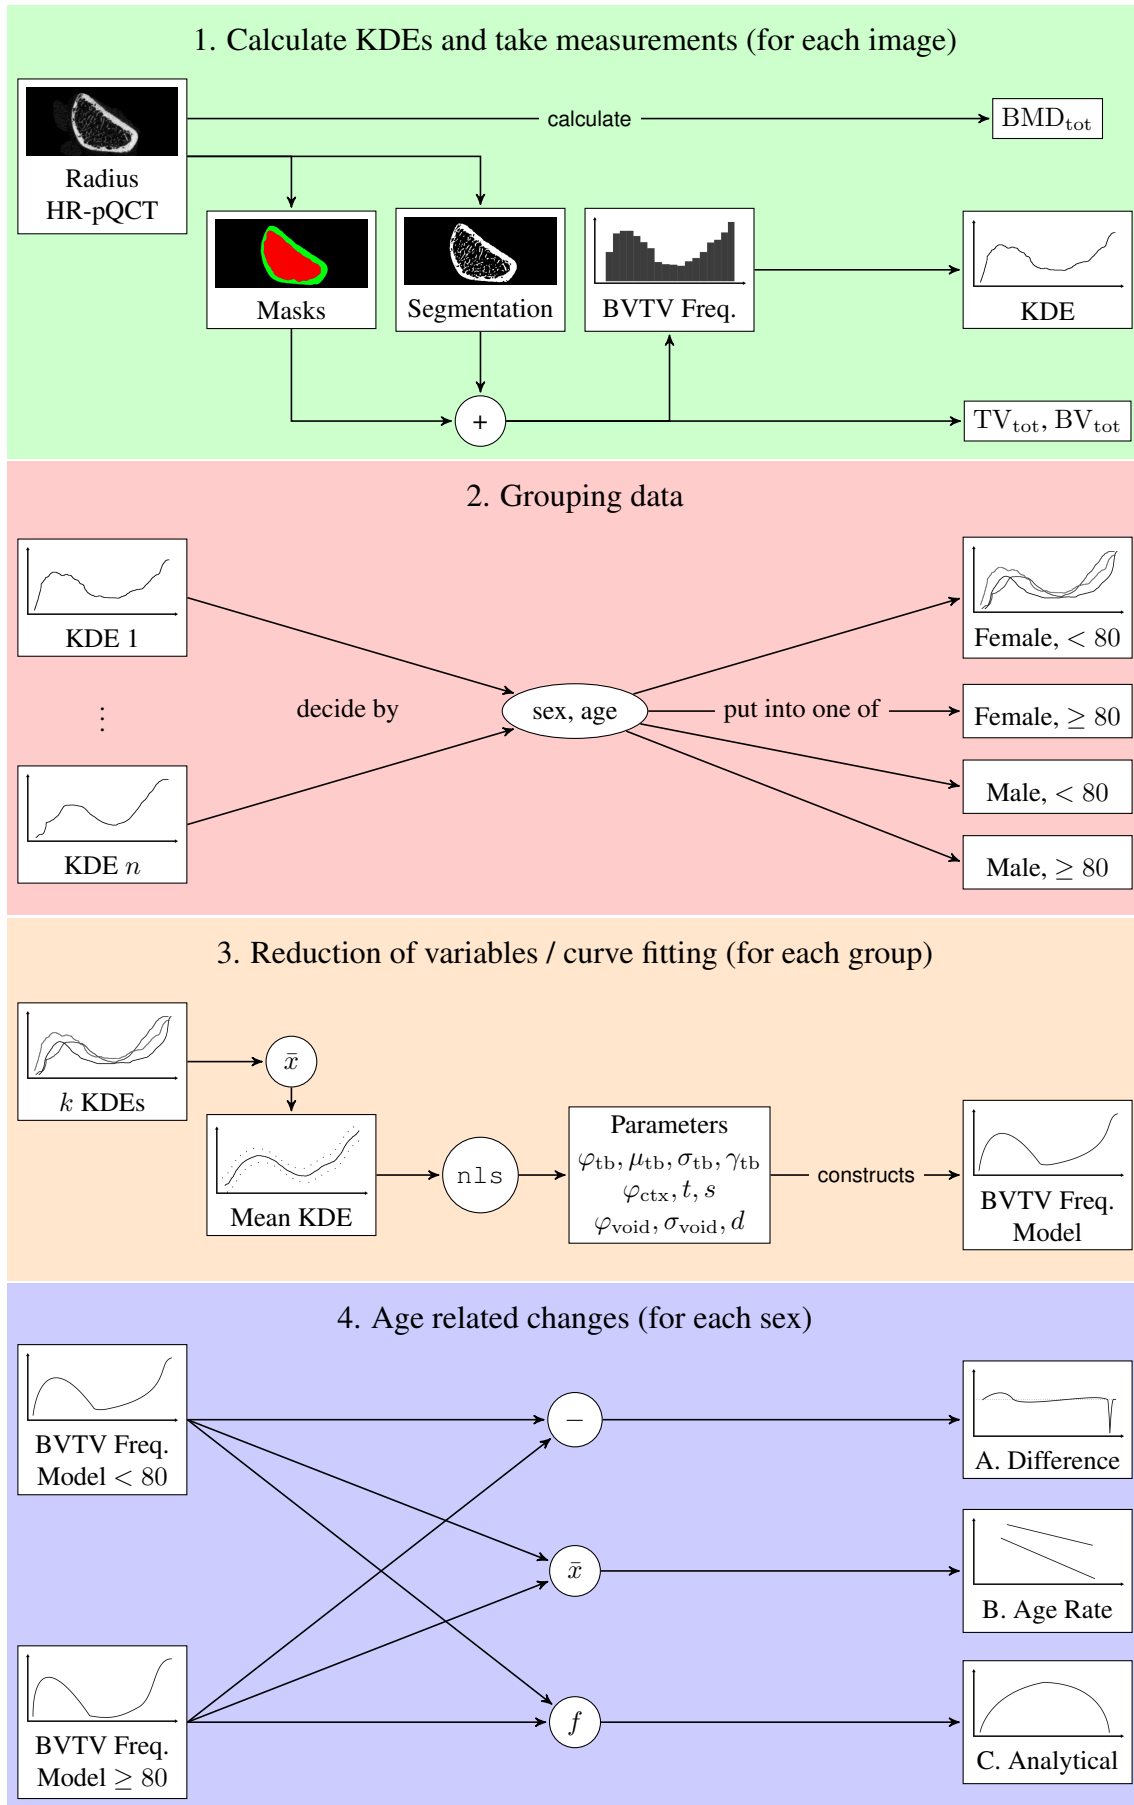 1. Calculate KDEs and take measurements (for each image)
Radius
HR-pQCT
calculate
BMD_tot
Masks
Segmentation
BVTV Freq.
KDE
+
TV_tot, BV_tot
2. Grouping data
KDE 1
⋮
KDE n
decide by
sex, age
put into one of
Female, < 80
Female, ≥ 80
Male, < 80
Male, ≥ 80
3. Reduction of variables / curve fitting (for each group)
k KDEs
x̄
Mean KDE
nls
Parameters
φ_tb, μ_tb, σ_tb, γ_tb
φ_ctx, t, s
φ_void, σ_void, d
constructs
BVTV Freq.
Model
4. Age related changes (for each sex)
BVTV Freq.
Model < 80
BVTV Freq.
Model ≥ 80
−
x̄
f
A. Difference
B. Age Rate
C. Analytical